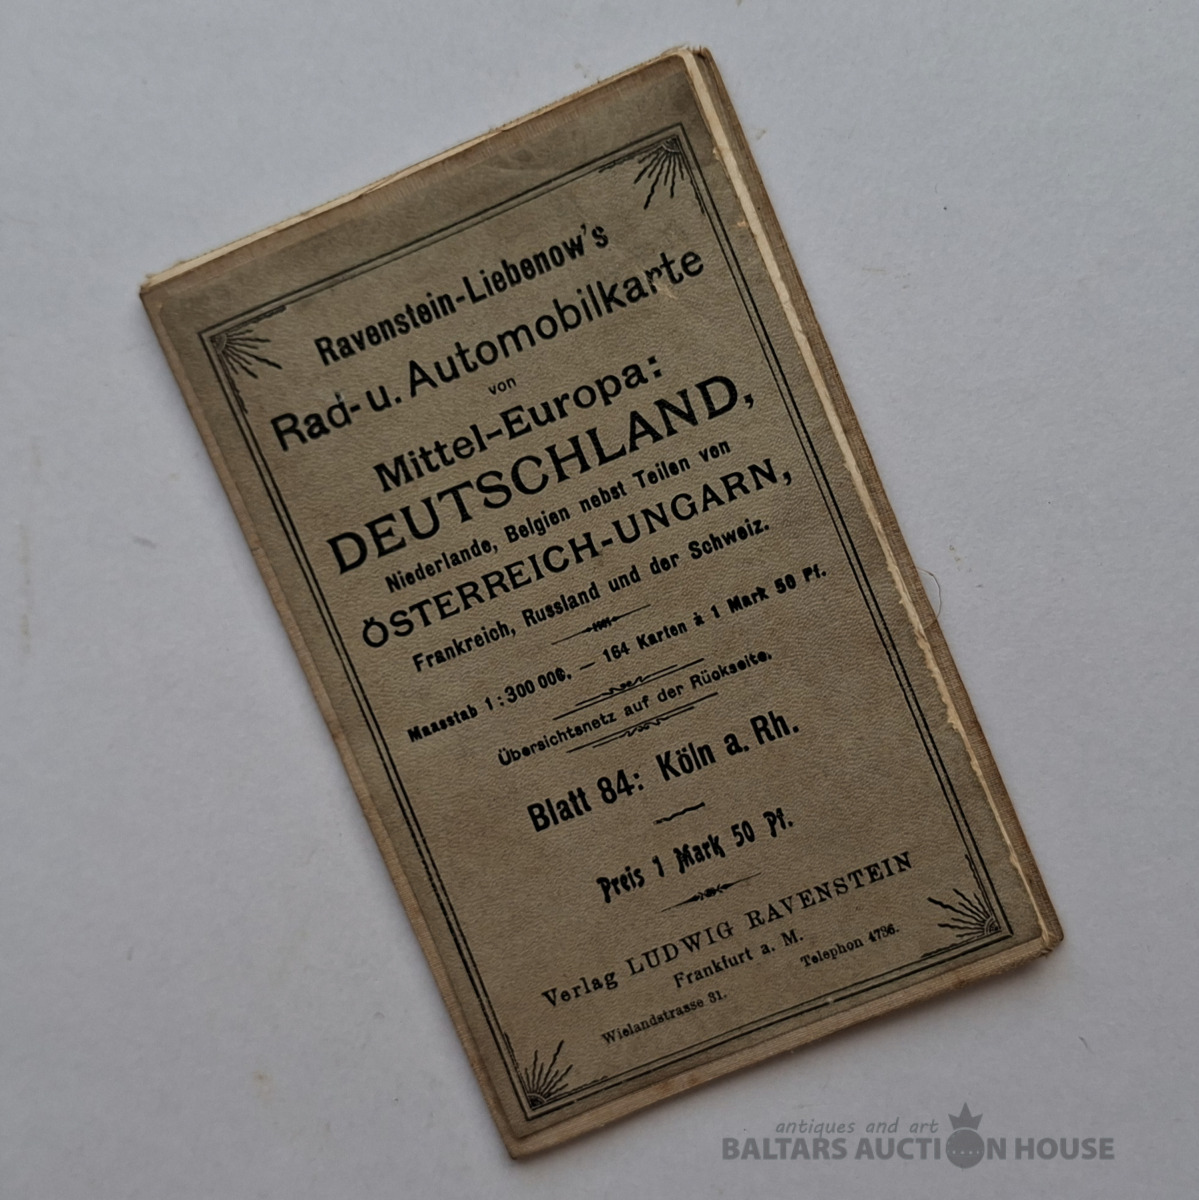 Ravenstein-Liebenow's
Rad- u. Automobilkarte
von
Mittel-Europa:
DEUTSCHLAND,
Niederlande, Belgien nebst Teilen von
ÖSTERREICH-UNGARN,
Frankreich, Russland und der Schweiz.
Maasstab 1 : 300 000. — 164 Karten à 1 Mark 50 Pf.
Übersichtsnetz auf der Rückseite.
Blatt 84: Köln a. Rh.
Preis 1 Mark 50 Pf.
Verlag LUDWIG RAVENSTEIN
Frankfurt a. M.
Wielandstrasse 31. Telephon 4736.
antiques and art
BALTARS AUCTION HOUSE